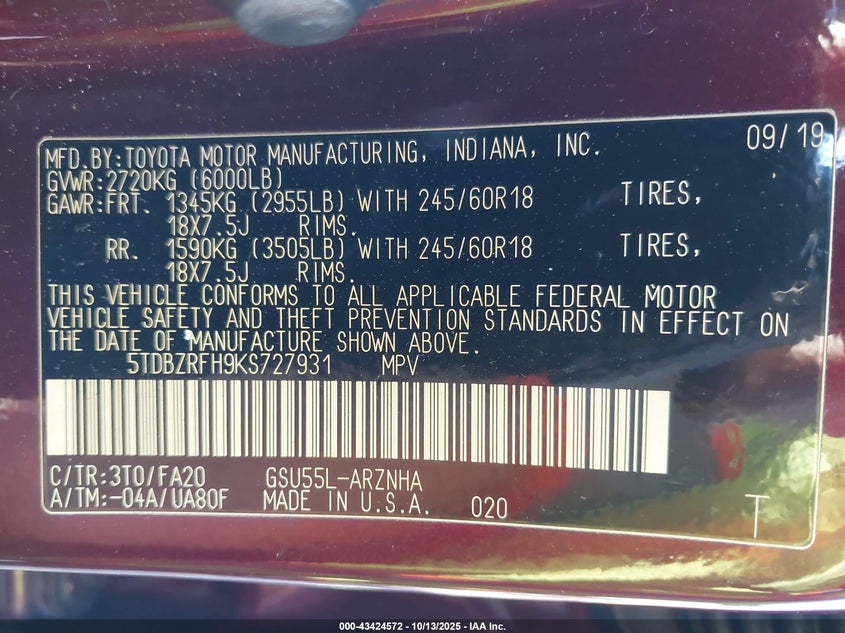 09/19
MFD.BY:TOYOTA MOTOR MANUFACTURING, INDIANA, INC.
GVWR:2720KG (6000LB)
GAWR:FRT. 1345KG (2955LB) WITH 245/60R18 TIRES,
18X7.5J RIMS.
RR. 1590KG (3505LB) WITH 245/60R18 TIRES,
18X7.5J RIMS.
THIS VEHICLE CONFORMS TO ALL APPLICABLE FEDERAL MOTOR
VEHICLE SAFETY AND THEFT PREVENTION STANDARDS IN EFFECT ON
THE DATE OF MANUFACTURE SHOWN ABOVE.
5TDBZRFH9KS727931 MPV
C/TR:3T0/FA20 GSU55L-ARZNHA
A/TM:-04A/UA80F MADE IN U.S.A. 020 T
000-43424572 - 10/13/2025 - IAA Inc.